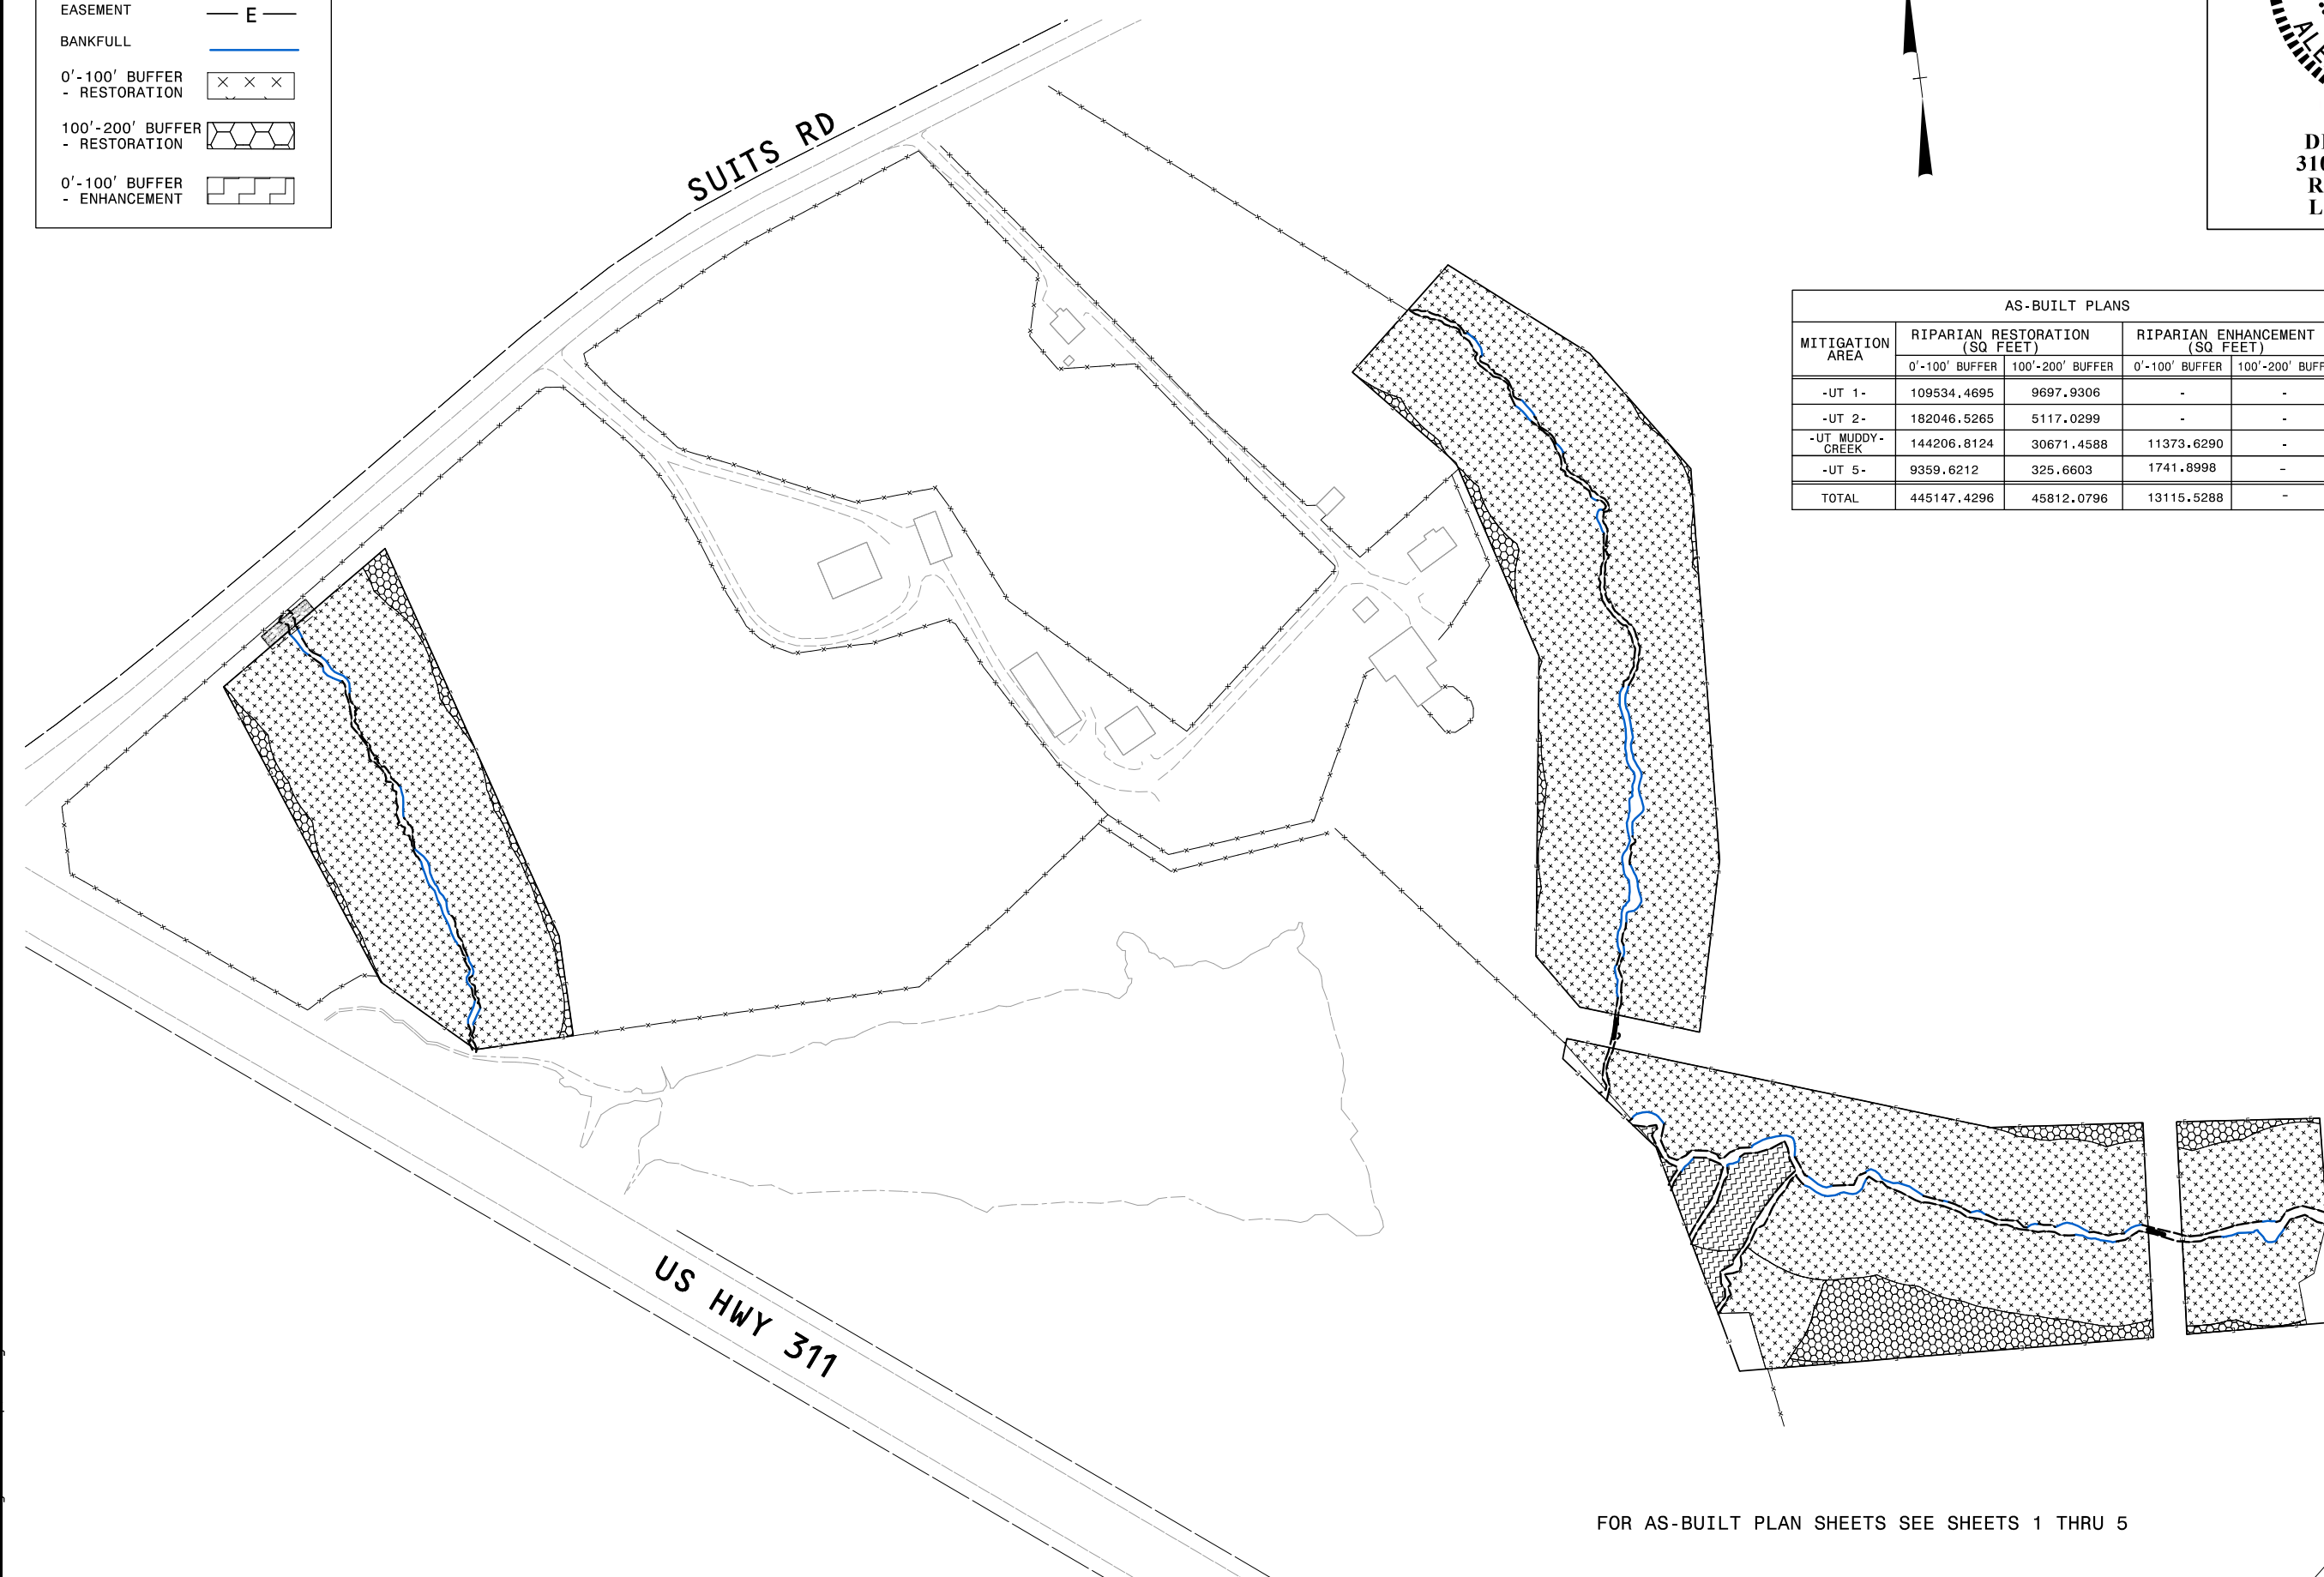 EASEMENT
E
BANKFULL
0'-100' BUFFER
- RESTORATION
100'-200' BUFFER
- RESTORATION
0'-100' BUFFER
- ENHANCEMENT
SUITS RD
US HWY 311
AS-BUILT PLANS
MITIGATION AREA
RIPARIAN RESTORATION (SQ FEET)
RIPARIAN ENHANCEMENT (SQ FEET)
0'-100' BUFFER 100'-200' BUFFER 0'-100' BUFFER 100'-200' BUFF
-UT 1- 109534.4695 9697.9306 - -
-UT 2- 182046.5265 5117.0299 - -
-UT MUDDY- CREEK 144206.8124 30671.4588 11373.6290 -
-UT 5- 9359.6212 325.6603 1741.8998 -
TOTAL 445147.4296 45812.0796 13115.5288 -
FOR AS-BUILT PLAN SHEETS SEE SHEETS 1 THRU 5